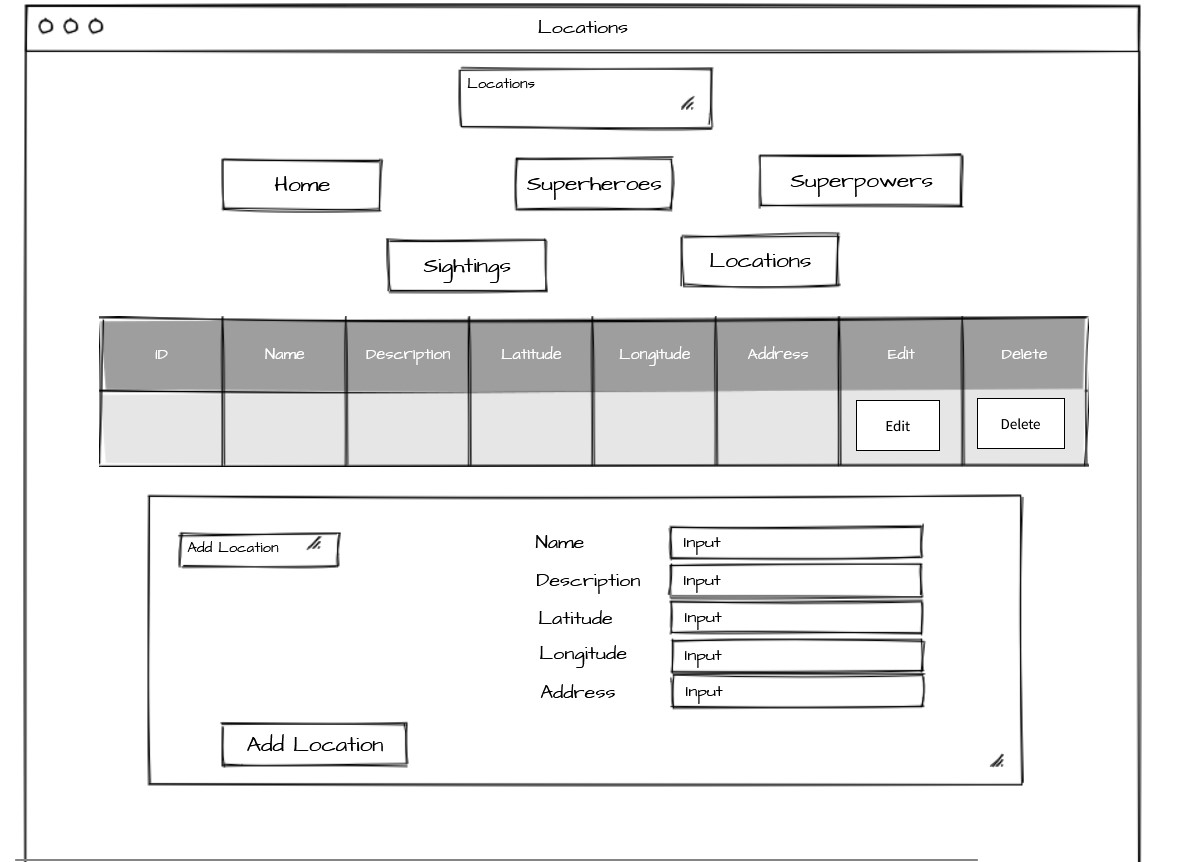 Locations
Locations
Home Superheroes Superpowers
Sightings Locations
ID Name Description Latitude Longitude Address Edit Delete
Edit Delete
Add Location
Name Input
Description Input
Latitude Input
Longitude Input
Address Input
Add Location